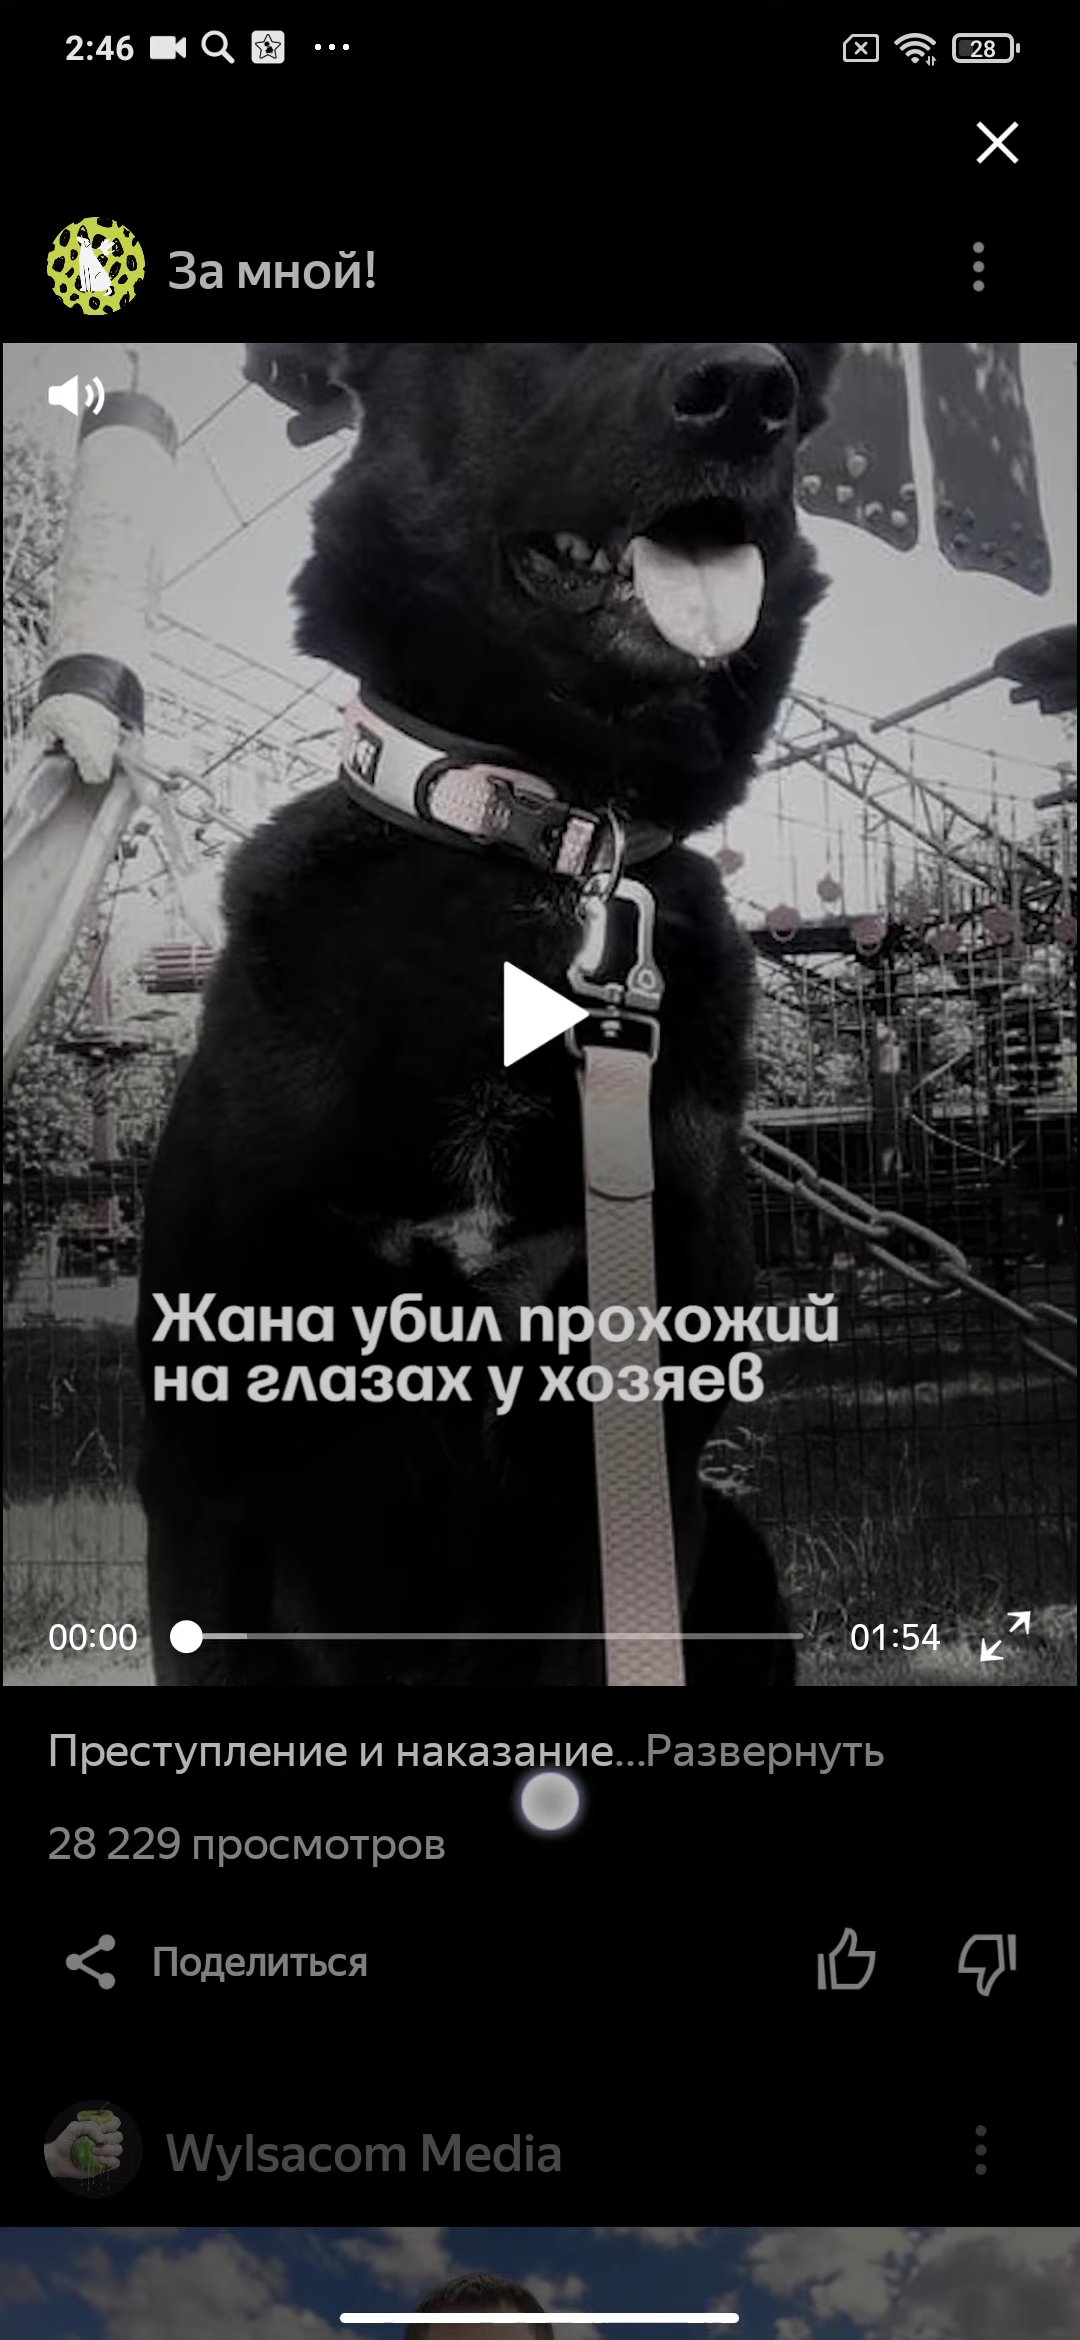 2:46
28
За мной!
Жана убил прохожий
на глазах у хозяев
00:00
01:54
Преступление и наказание...Развернуть
28 229 просмотров
Поделиться
Wylsacom Media